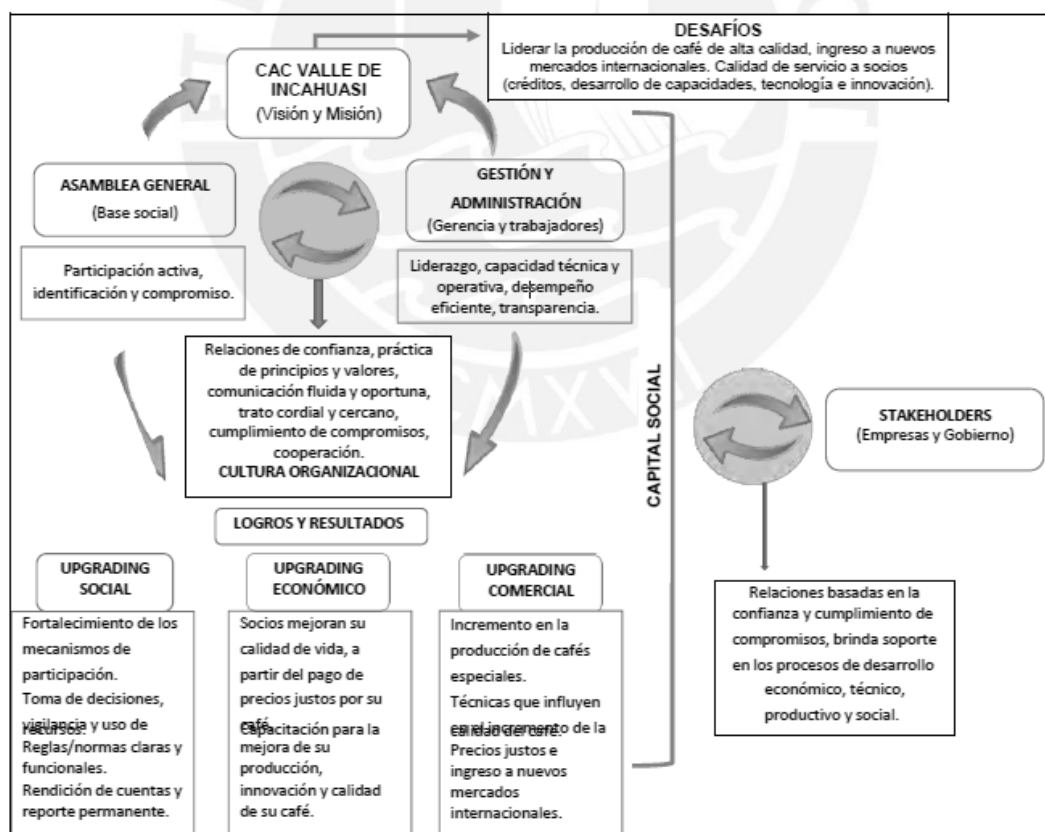 DESAFÍOS
Liderar la producción de café de alta calidad, ingreso a nuevos
mercados internacionales. Calidad de servicio a socios
(créditos, desarrollo de capacidades, tecnología e innovación).
CAC VALLE DE
INCAHUASI
(Visión y Misión)
ASAMBLEA GENERAL
(Base social)
GESTIÓN Y
ADMINISTRACIÓN
(Gerencia y trabajadores)
Participación activa,
identificación y compromiso.
Liderazgo, capacidad técnica y
operativa, desempeño
eficiente, transparencia.
Relaciones de confianza, práctica
de principios y valores,
comunicación fluida y oportuna,
trato cordial y cercano,
cumplimiento de compromisos,
cooperación.
CULTURA ORGANIZACIONAL
CAPITAL SOCIAL
STAKEHOLDERS
(Empresas y Gobierno)
Relaciones basadas en la
confianza y cumplimiento de
compromisos, brinda soporte
en los procesos de desarrollo
económico, técnico,
productivo y social.
LOGROS Y RESULTADOS
UPGRADING
SOCIAL
Fortalecimiento de los
mecanismos de
participación.
Toma de decisiones,
vigilancia y uso de
recursos.
Reglas/normas claras y
funcionales.
Rendición de cuentas y
reporte permanente.
UPGRADING
ECONÓMICO
Socios mejoran su
calidad de vida, a
partir del pago de
precios justos por su
café.
Capacitación para la
mejora de su
producción,
innovación y calidad
de su café.
UPGRADING
COMERCIAL
Incremento en la
producción de cafés
especiales.
Técnicas que influyen
en el incremento de la
calidad del café.
Precios justos e
ingreso a nuevos
mercados
internacionales.